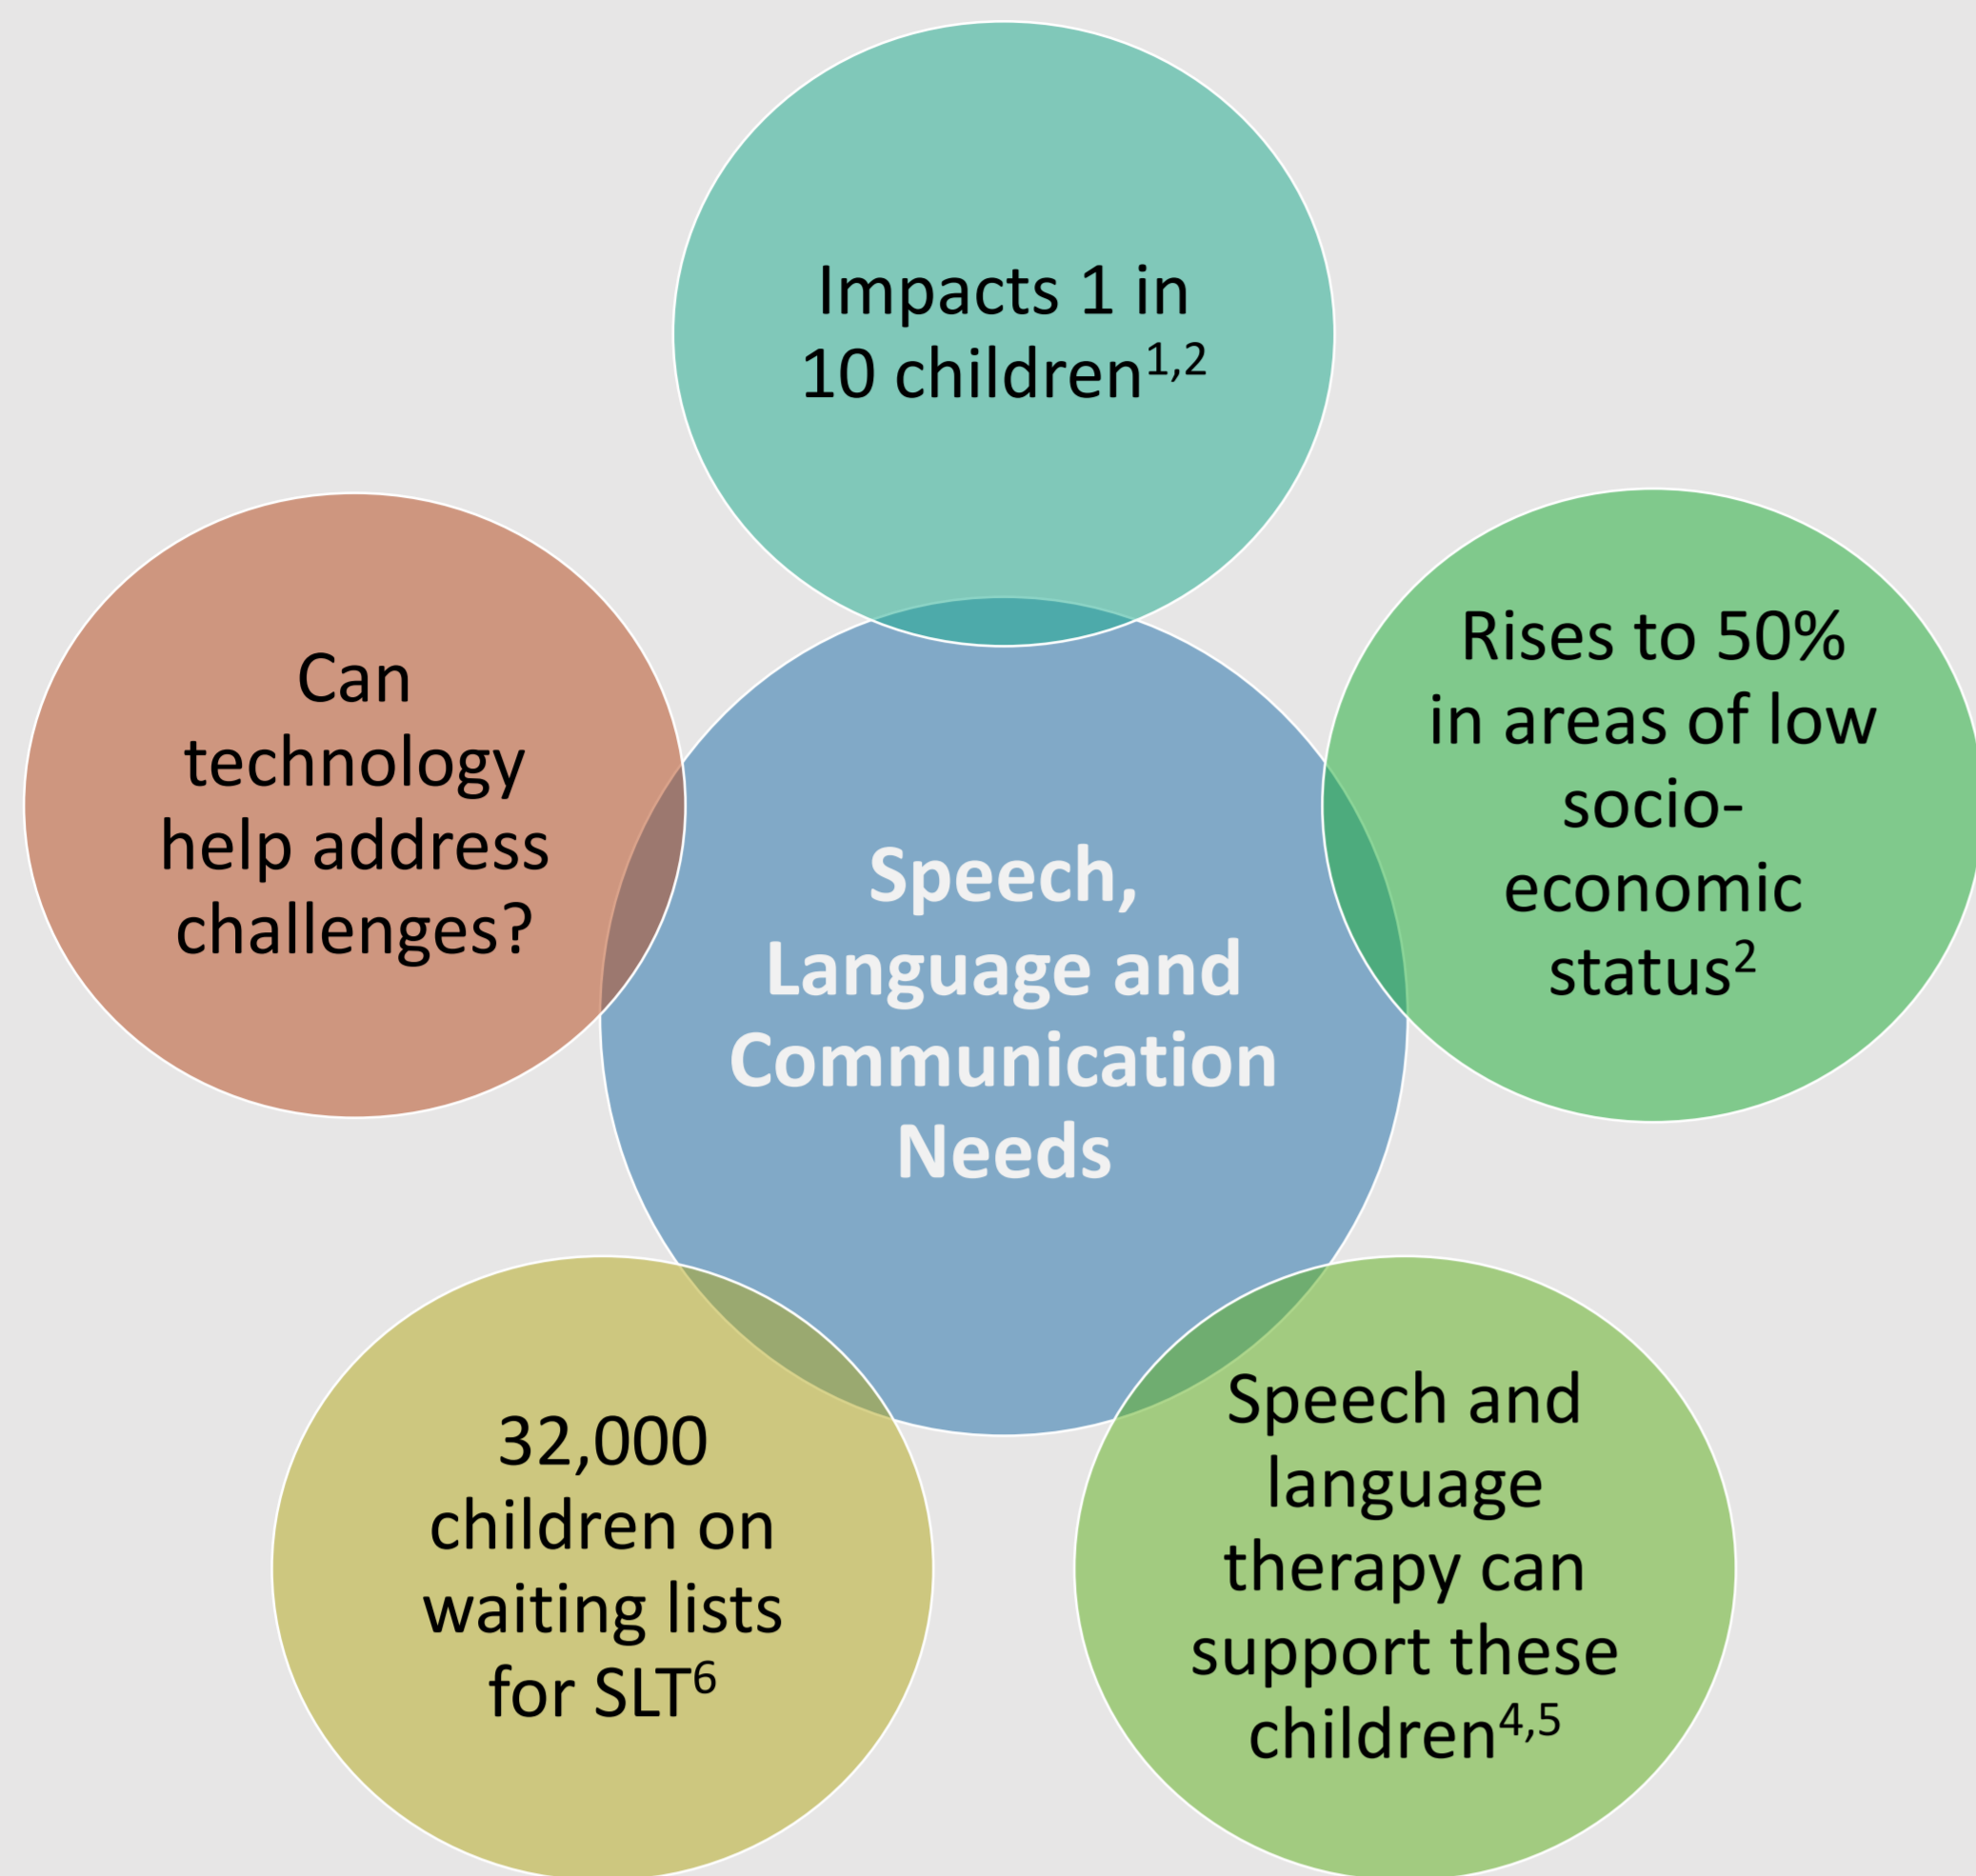 Impacts 1 in
10 children¹,²
Rises to 50%
in areas of low
socio-
economic
status²
Speech and
language
therapy can
support these
children⁴,⁵
32,000
children on
waiting lists
for SLT⁶
Can
technology
help address
challenges?
Speech,
Language and
Communication
Needs